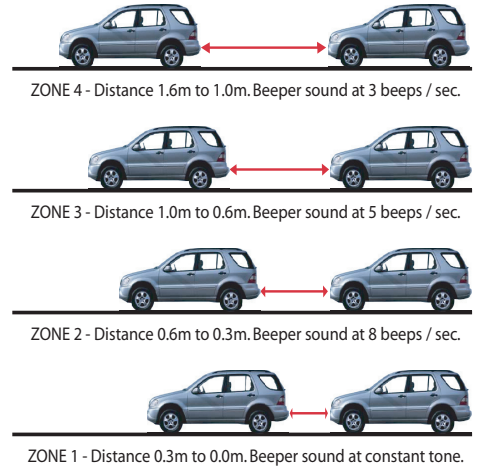 ZONE 4 - Distance 1.6m to 1.0m. Beeper sound at 3 beeps / sec.
ZONE 3 - Distance 1.0m to 0.6m. Beeper sound at 5 beeps / sec.
ZONE 2 - Distance 0.6m to 0.3m. Beeper sound at 8 beeps / sec.
ZONE 1 - Distance 0.3m to 0.0m. Beeper sound at constant tone.